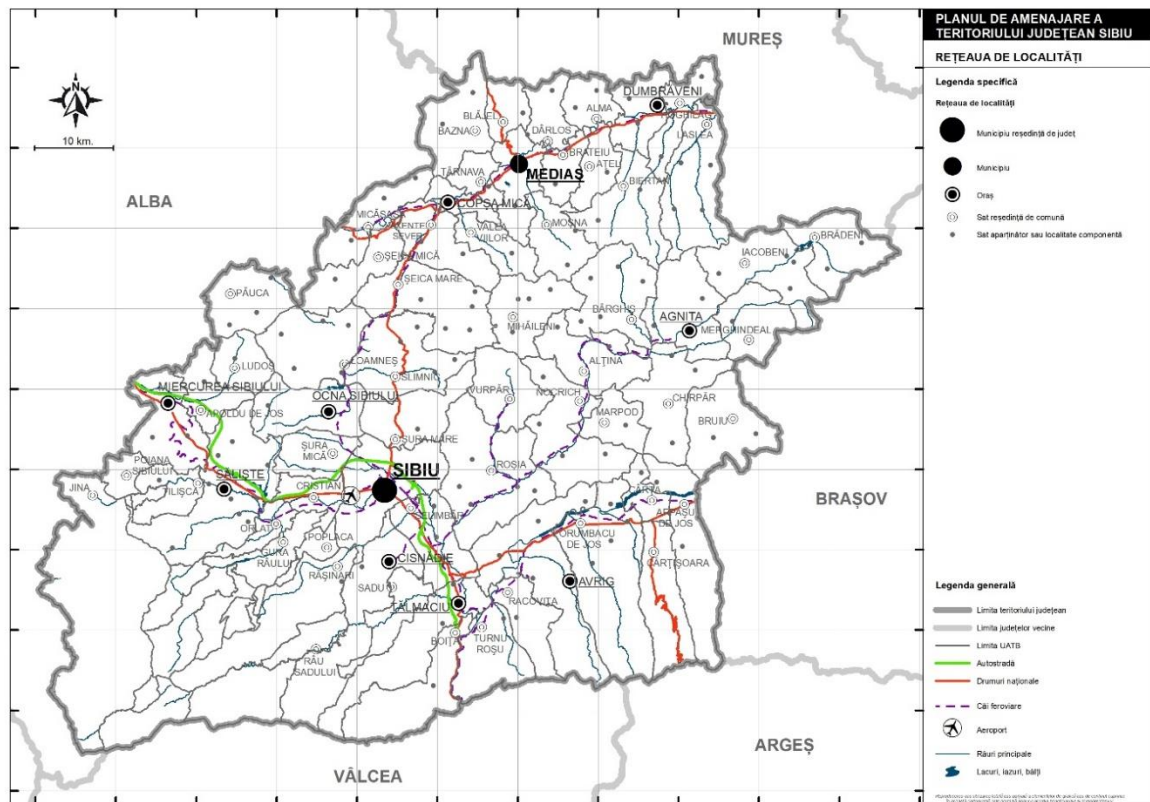 PLANUL DE AMENAJARE A
TERITORIULUI JUDEȚEAN SIBIU
REȚEAUA DE LOCALITĂȚI
Legenda specifică
Rețeaua de localități
Municipiu reședință de județ
Municipiu
Oraș
Sat reședință de comună
Sat aparținător sau localitate componentă
Legenda generală
Limita teritoriului județean
Limita județelor vecine
Limita UATB
Autostradă
Drumuri naționale
Căi feroviare
Aeroport
Râuri principale
Lacuri, iazuri, bălți
10 km.
MUREȘ
ALBA
BRAȘOV
ARGEȘ
VÂLCEA
DUMBRĂVENI
BLĂJEL
ALMA
BAZNA
DÂRLOS
LASLEA
BRATEIU
AȚEL
MEDIAȘ
TÂRNAVA
BIERTAN
COPȘA MICĂ
MICĂSASA
VALEA
VIILOR
MOȘNA
BRĂDENI
IACOBENI
ȘEICA MICĂ
ȘEICA MARE
PĂUCA
BÂRGHIȘ
AGNITA
MIHĂILENI
MERGHINDEAL
LUDOȘ
LOAMNEȘ
SLIMNIC
ALȚINA
MIERCUREA SIBIULUI
OCNA SIBIULUI
VURPĂR
NOCRICH
CHIRPĂR
APOLDU DE JOS
MARPOD
BRUIU
ȘURA MARE
ȘURA
MICĂ
POIANA
SIBIULUI
SIBIU
ROȘIA
SĂLIȘTE
JINA
TILIȘCA
CRISTIAN
CÂRȚA
ARPAȘU
DE JOS
ORLAT
POPLACA
GURA
RÂULUI
DE JOS
CÂRȚIȘOARA
RĂȘINARI
CISNĂDIE
AVRIG
SADU
TĂLMACIU
RACOVIȚA
BOIȚA
TURNU
ROȘU
RÂU
SADULUI